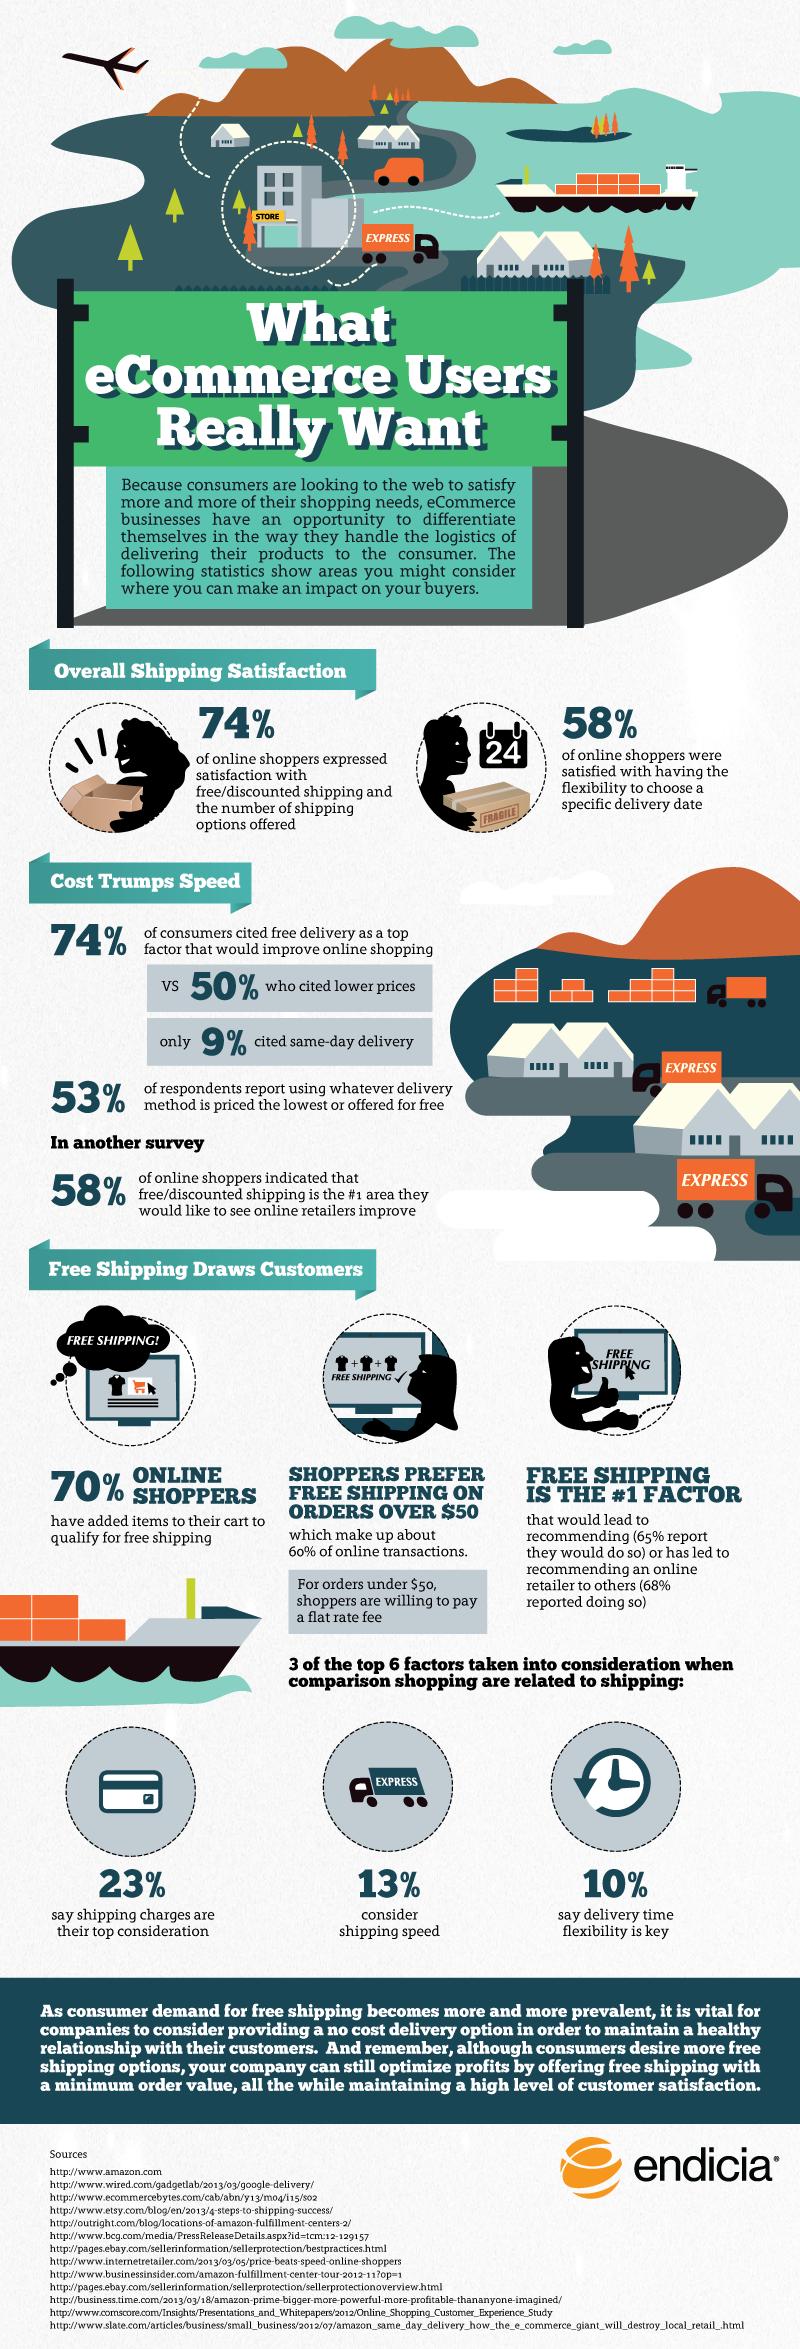 STORE
EXPRESS
What
eCommerce Users
Really Want
Because consumers are looking to the web to satisfy
more and more of their shopping needs, eCommerce
businesses have an opportunity to differentiate
themselves in the way they handle the logistics of
delivering their products to the consumer. The
following statistics show areas you might consider
where you can make an impact on your buyers.
Overall Shipping Satisfaction
74%
of online shoppers expressed
satisfaction with
free/discounted shipping and
the number of shipping
options offered
24
FRAGILE
58%
of online shoppers were
satisfied with having the
flexibility to choose a
specific delivery date
Cost Trumps Speed
74%
of consumers cited free delivery as a top
factor that would improve online shopping
VS 50% who cited lower prices
only 9% cited same-day delivery
53%
of respondents report using whatever delivery
method is priced the lowest or offered for free
In another survey
58%
of online shoppers indicated that
free/discounted shipping is the #1 area they
would like to see online retailers improve
EXPRESS
EXPRESS
Free Shipping Draws Customers
FREE SHIPPING!
70% ONLINE
SHOPPERS
have added items to their cart to
qualify for free shipping
+ +
FREE SHIPPING
SHOPPERS PREFER
FREE SHIPPING ON
ORDERS OVER $50
which make up about
60% of online transactions.
For orders under $50,
shoppers are willing to pay
a flat rate fee
FREE
SHIPPING
FREE SHIPPING
IS THE #1 FACTOR
that would lead to
recommending (65% report
they would do so) or has led to
recommending an online
retailer to others (68%
reported doing so)
3 of the top 6 factors taken into consideration when
comparison shopping are related to shipping:
23%
say shipping charges are
their top consideration
EXPRESS
13%
consider
shipping speed
10%
say delivery time
flexibility is key
As consumer demand for free shipping becomes more and more prevalent, it is vital for
companies to consider providing a no cost delivery option in order to maintain a healthy
relationship with their customers. And remember, although consumers desire more free
shipping options, your company can still optimize profits by offering free shipping with
a minimum order value, all the while maintaining a high level of customer satisfaction.
endicia®
Sources
http://www.amazon.com
http://www.wired.com/gadgetlab/2013/03/google-delivery/
http://www.ecommercebytes.com/cab/abn/y13/m04/i15/s02
http://www.etsy.com/blog/en/2013/4-steps-to-shipping-success/
http://outright.com/blog/locations-of-amazon-fulfillment-centers-2/
http://www.bcg.com/media/PressReleaseDetails.aspx?id=tcm:12-129157
http://pages.ebay.com/sellerinformation/sellerprotection/bestpractices.html
http://www.internetretailer.com/2013/03/05/price-beats-speed-online-shoppers
http://www.businessinsider.com/amazon-fulfillment-center-tour-2012-11?op=1
http://pages.ebay.com/sellerinformation/sellerprotection/sellerprotectionoverview.html
http://business.time.com/2013/03/18/amazon-prime-bigger-more-powerful-more-profitable-thananyone-imagined/
http://www.comscore.com/Insights/Presentations_and_Whitepapers/2012/Online_Shopping_Customer_Experience_Study
http://www.slate.com/articles/business/small_business/2012/07/amazon_same_day_delivery_how_the_e_commerce_giant_will_destroy_local_retail_.html